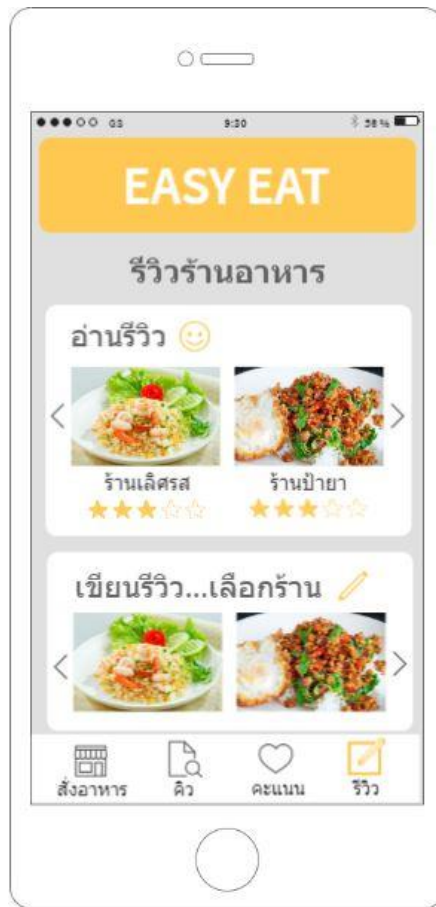 9:30
EASY EAT
รีวิวร้านอาหาร
อ่านรีวิว
ร้านเลิศรส ร้านป้ายา
เขียนรีวิว...เลือกร้าน
สั่งอาหาร คิว คะแนน รีวิว